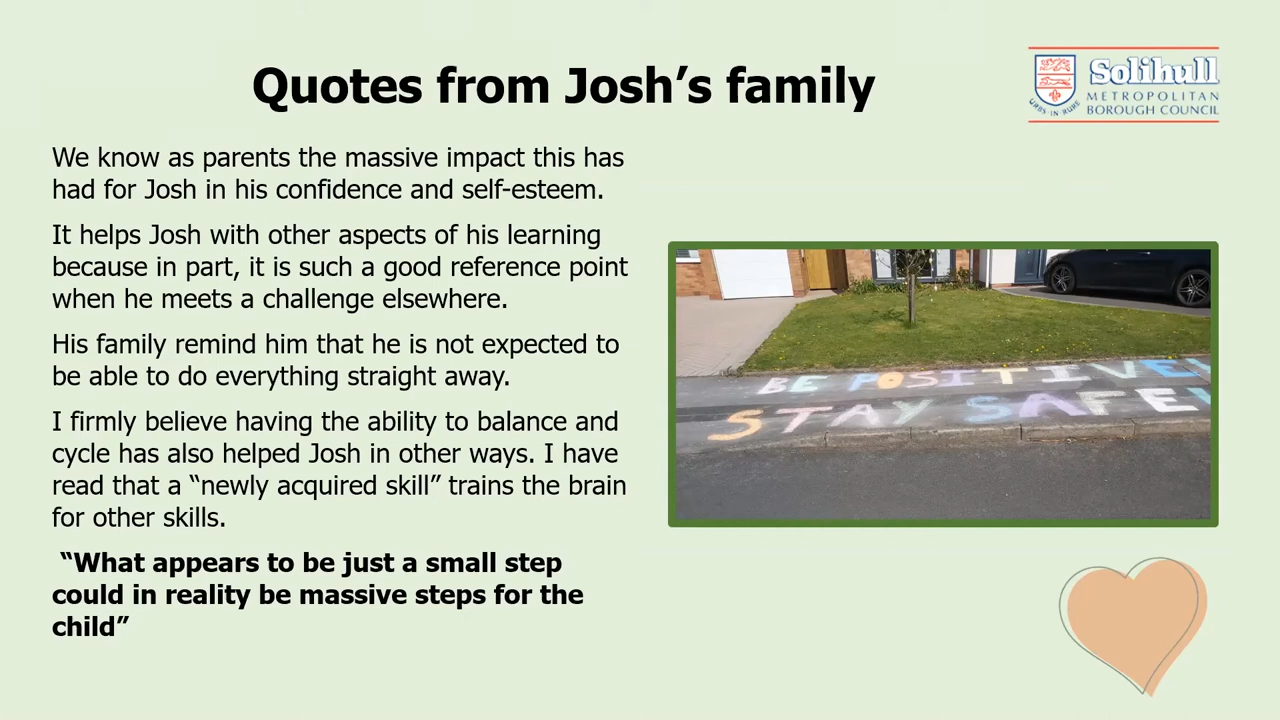 Quotes from Josh’s family
Solihull
METROPOLITAN
BOROUGH COUNCIL
URBS IN RURE
We know as parents the massive impact this has
had for Josh in his confidence and self-esteem.
It helps Josh with other aspects of his learning
because in part, it is such a good reference point
when he meets a challenge elsewhere.
His family remind him that he is not expected to
be able to do everything straight away.
I firmly believe having the ability to balance and
cycle has also helped Josh in other ways. I have
read that a “newly acquired skill” trains the brain
for other skills.
“What appears to be just a small step
could in reality be massive steps for the
child”
BE POSITIVE
STAY SAFE